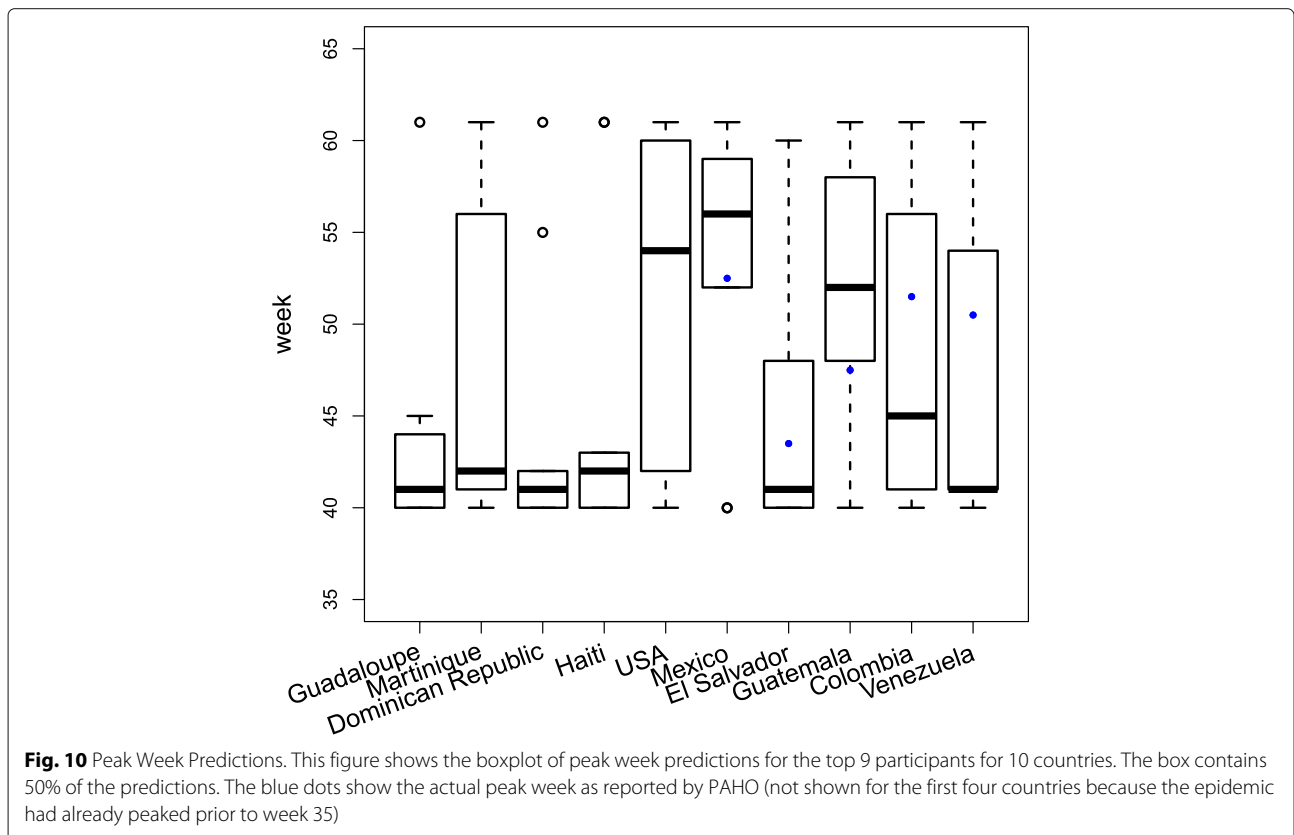 65
60
55
50
45
40
35
week
Guadaloupe
Martinique
Dominican Republic
Haiti
USA
Mexico
El Salvador
Guatemala
Colombia
Venezuela
Fig. 10 Peak Week Predictions. This figure shows the boxplot of peak week predictions for the top 9 participants for 10 countries. The box contains
50% of the predictions. The blue dots show the actual peak week as reported by PAHO (not shown for the first four countries because the epidemic
had already peaked prior to week 35)